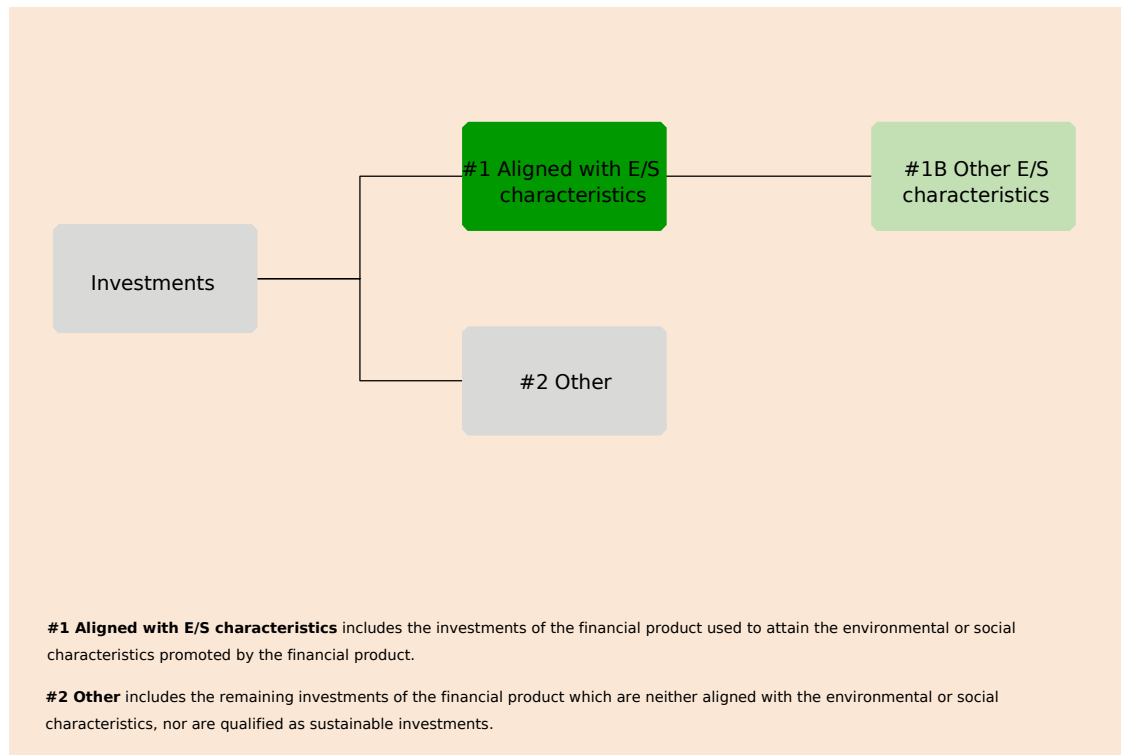 #1 Aligned with E/S
characteristics
#1B Other E/S
characteristics
Investments
#2 Other
#1 Aligned with E/S characteristics includes the investments of the financial product used to attain the environmental or social
characteristics promoted by the financial product.
#2 Other includes the remaining investments of the financial product which are neither aligned with the environmental or social
characteristics, nor are qualified as sustainable investments.